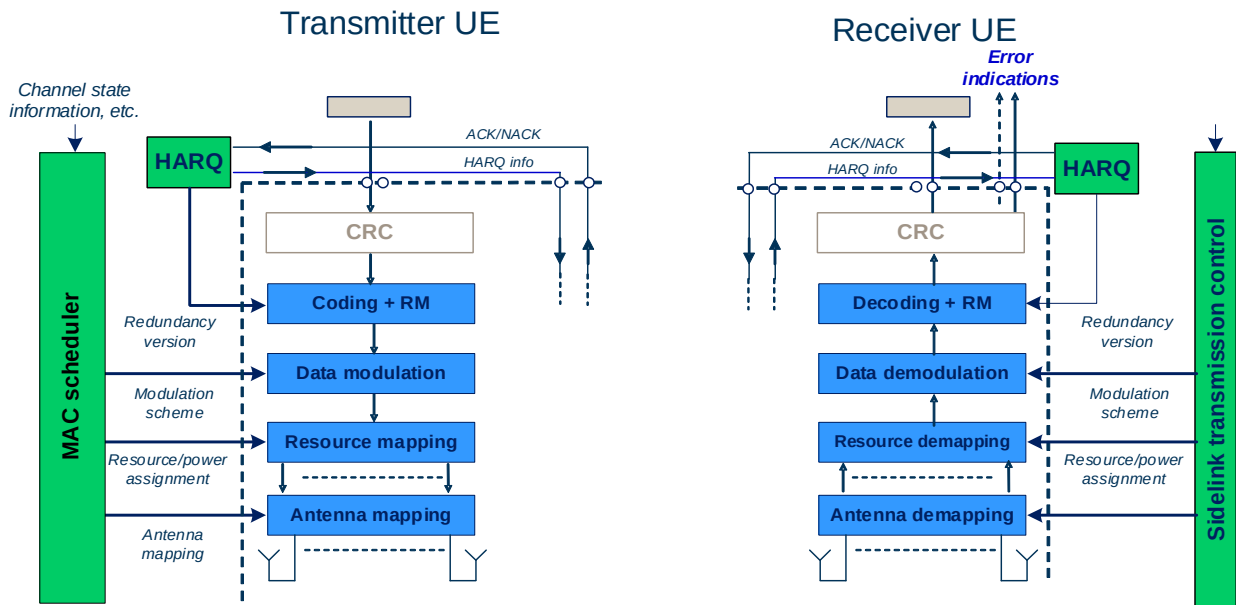 Transmitter UE
Receiver UE
Error
indications
Channel state
information, etc.
ACK/NACK
HARQ
HARQ info
ACK/NACK
HARQ info
HARQ
CRC
CRC
Coding + RM
Decoding + RM
Redundancy
version
Redundancy
version
MAC scheduler
Sidelink transmission control
Data modulation
Data demodulation
Modulation
scheme
Modulation
scheme
Resource mapping
Resource demapping
Resource/power
assignment
Resource/power
assignment
Antenna mapping
Antenna demapping
Antenna
mapping